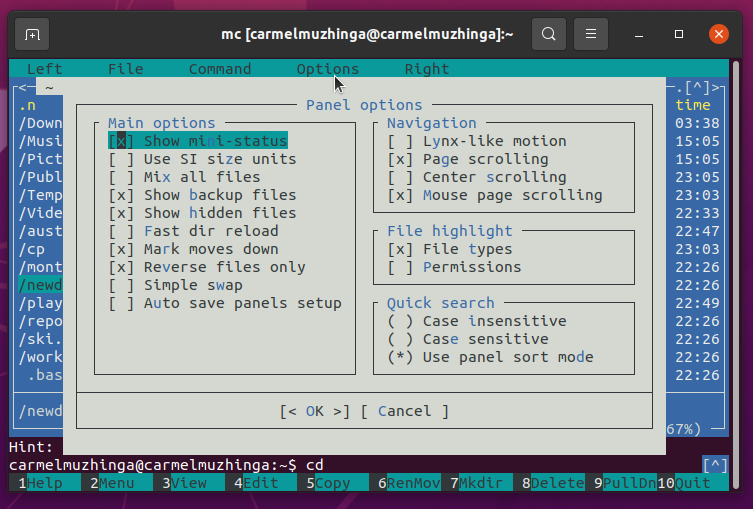 mc [carmelmuzhinga@carmelmuzhinga]:~
Left File Command Options Right
<— ~ .[^]>
.n time
Panel options
/Down 03:38
/Musi 15:05
/Pict 15:05
/Publ 23:05
/Temp 23:03
/Vide 22:33
/aust 22:47
/cp 23:03
/mont 22:26
/newd 22:26
/play 22:49
/repo 22:26
/ski. 22:26
/work 22:26
.bas 22:26
Main options
[x] Show mini-status
[ ] Use SI size units
[ ] Mix all files
[x] Show backup files
[x] Show hidden files
[ ] Fast dir reload
[x] Mark moves down
[x] Reverse files only
[ ] Simple swap
[ ] Auto save panels setup
Navigation
[ ] Lynx-like motion
[x] Page scrolling
[ ] Center scrolling
[x] Mouse page scrolling
File highlight
[x] File types
[ ] Permissions
Quick search
( ) Case insensitive
( ) Case sensitive
(*) Use panel sort mode
[< OK >] [ Cancel ]
/newd 67%)
Hint:
carmelmuzhinga@carmelmuzhinga:~$ cd [^]
1Help 2Menu 3View 4Edit 5Copy 6RenMov 7Mkdir 8Delete 9PullDn 10Quit